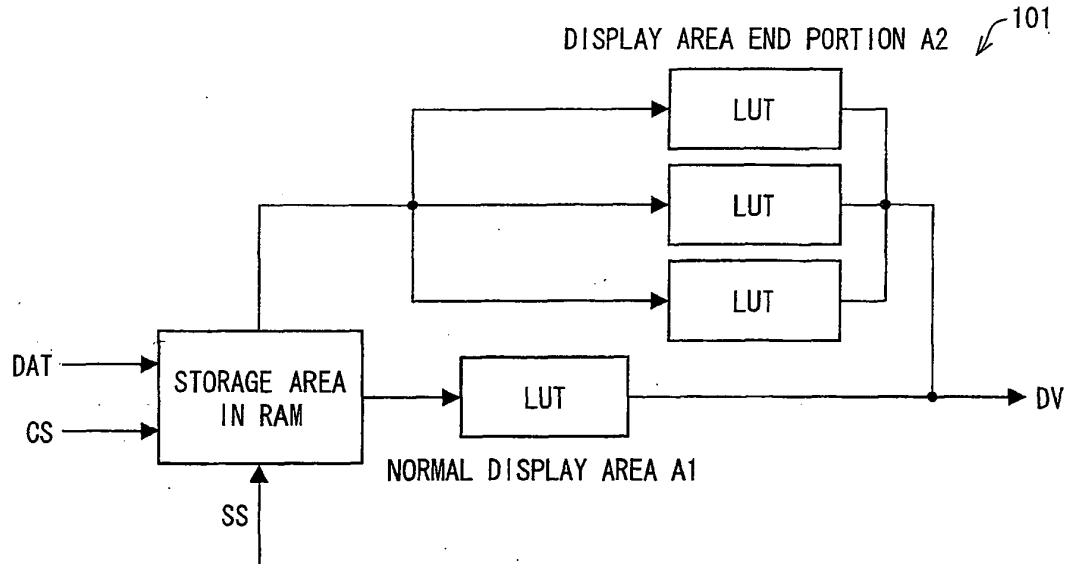 101
DISPLAY AREA END PORTION A2
LUT
LUT
LUT
DAT
CS
STORAGE AREA
IN RAM
LUT
DV
NORMAL DISPLAY AREA A1
SS